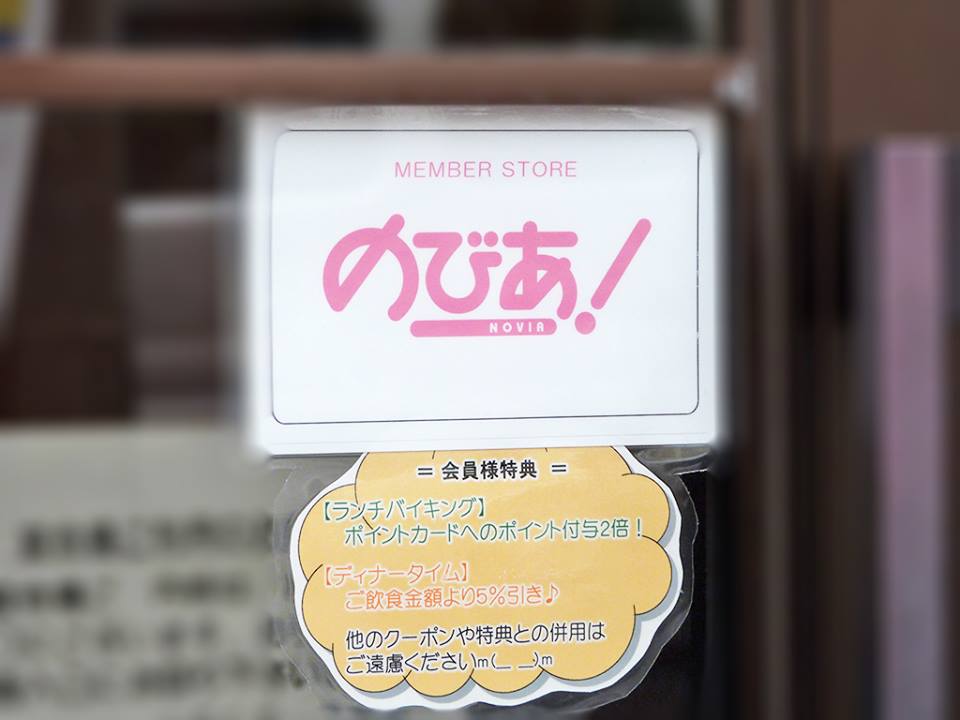 MEMBER STORE
のびあ!
NOVIA
= 会員様特典 =
【ランチバイキング】
ポイントカードへのポイント付与2倍!
【ディナータイム】
ご飲食金額より5%引き♪
他のクーポンや特典との併用は
ご遠慮くださいm(_ _)m